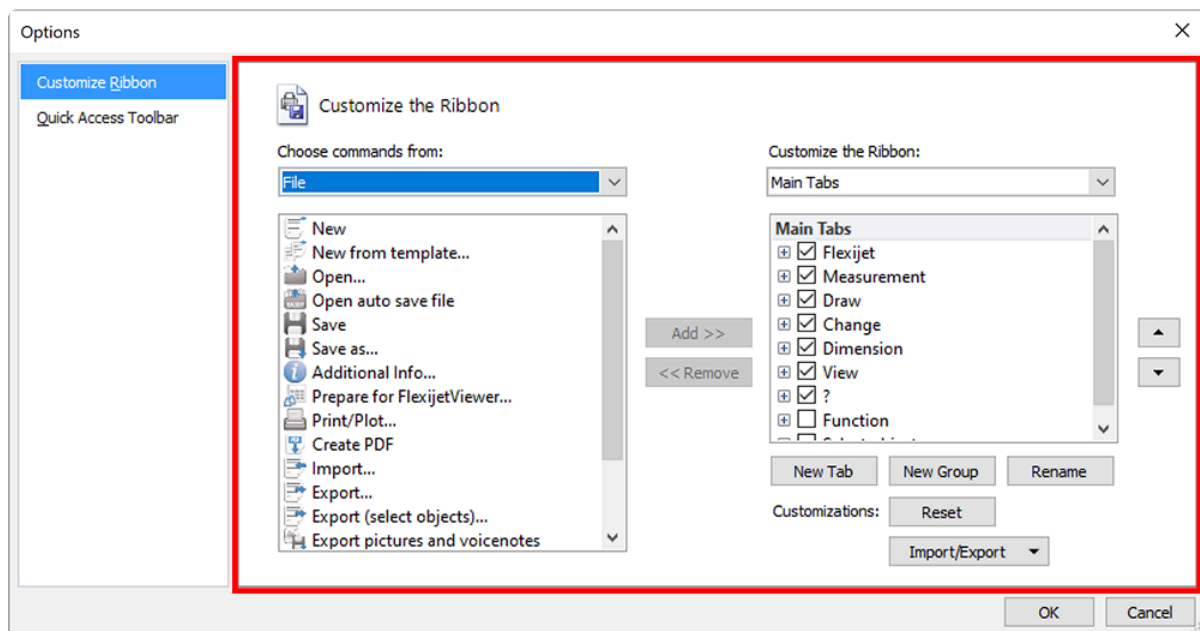 Options
Customize Ribbon
Quick Access Toolbar
Customize the Ribbon
Choose commands from:
File
New
New from template...
Open...
Open auto save file
Save
Save as...
Additional Info...
Prepare for FlexijetViewer...
Print/Plot...
Create PDF
Import...
Export...
Export (select objects)...
Export pictures and voicenotes
Add >>
<< Remove
Customize the Ribbon:
Main Tabs
Main Tabs
Flexijet
Measurement
Draw
Change
Dimension
View
?
Function
New Tab New Group Rename
Customizations: Reset
Import/Export
OK Cancel